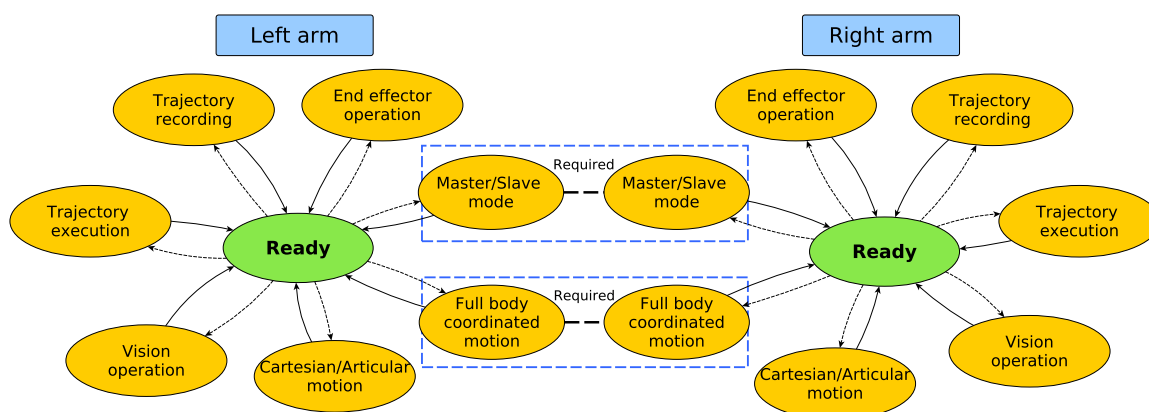 Left arm
Right arm
Trajectory
recording
End effector
operation
End effector
operation
Trajectory
recording
Required
Master/Slave
mode
Master/Slave
mode
Trajectory
execution
Trajectory
execution
Ready
Ready
Required
Full body
coordinated
motion
Full body
coordinated
motion
Vision
operation
Cartesian/Articular
motion
Cartesian/Articular
motion
Vision
operation